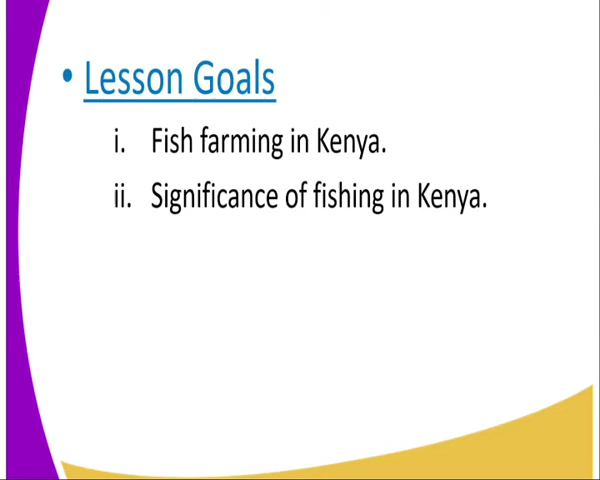 • Lesson Goals
i. Fish farming in Kenya.
ii. Significance of fishing in Kenya.